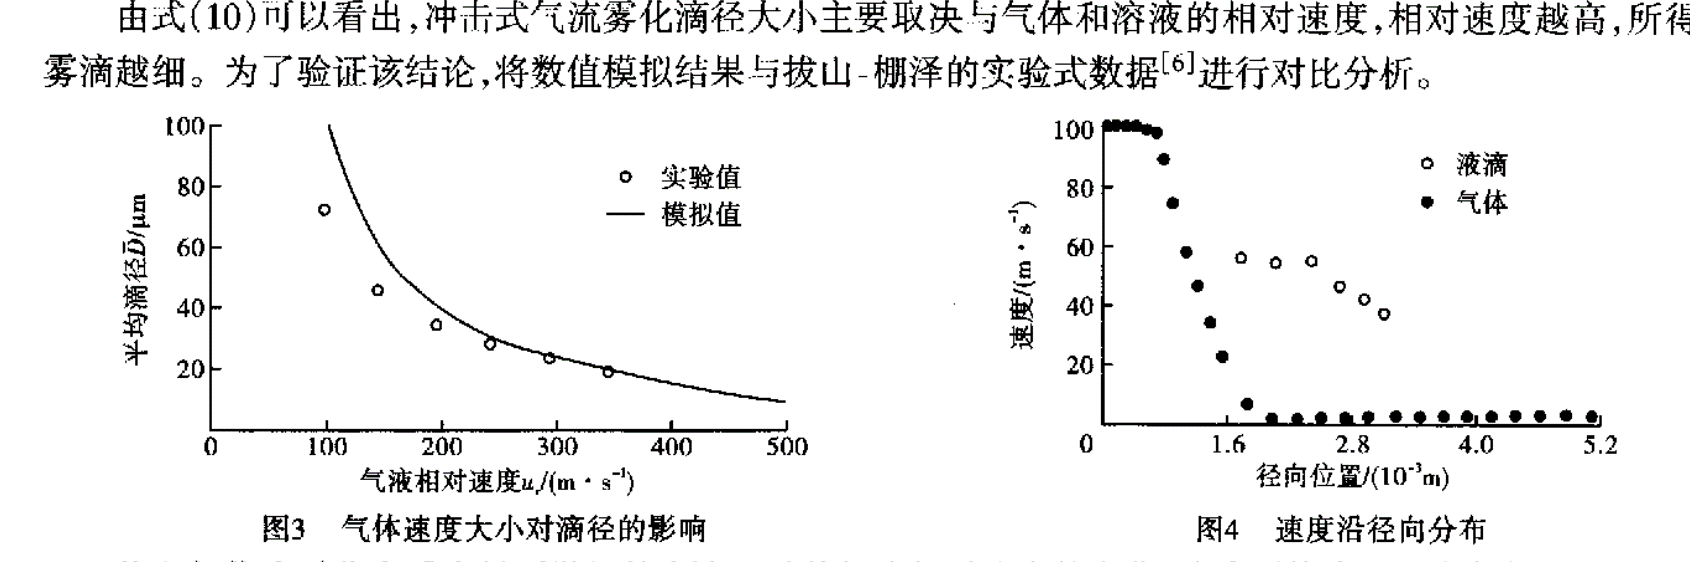 由式(10)可以看出,冲击式气流雾化滴径大小主要取决与气体和溶液的相对速度,相对速度越高,所得
雾滴越细。为了验证该结论,将数值模拟结果与拔山-棚泽的实验式数据[6]进行对比分析。
100
80
60
40
20
0
100
200
300
400
500
平均滴径D̄/μm
实验值
模拟值
气液相对速度uᵣ/(m·s⁻¹)
图3 气体速度大小对滴径的影响
100
80
60
40
20
0
1.6
2.8
4.0
5.2
速度/(m·s⁻¹)
液滴
气体
径向位置/(10⁻³m)
图4 速度沿径向分布